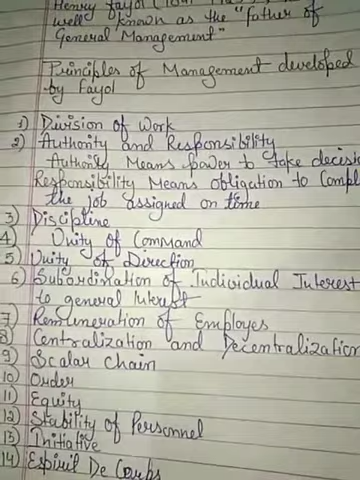 Henry Fayol
well known as the "father of
General Management"
Principles of Management developed
by Fayol
1) Division of Work
2) Authority and Responsibility
Authority Means power to take decisio
Responsibility Means obligation to Compl
the job assigned on time
3) Discipline
4) Unity of Command
5) Unity of Direction
6) Subordination of Individual Interest
to general Interest
7) Remuneration of Employes
8) Centralization and Decentralization
9) Scalar Chain
10) Order
11) Equity
12) Stability of Personnel
13) Initiative
14) Espirit De Corps